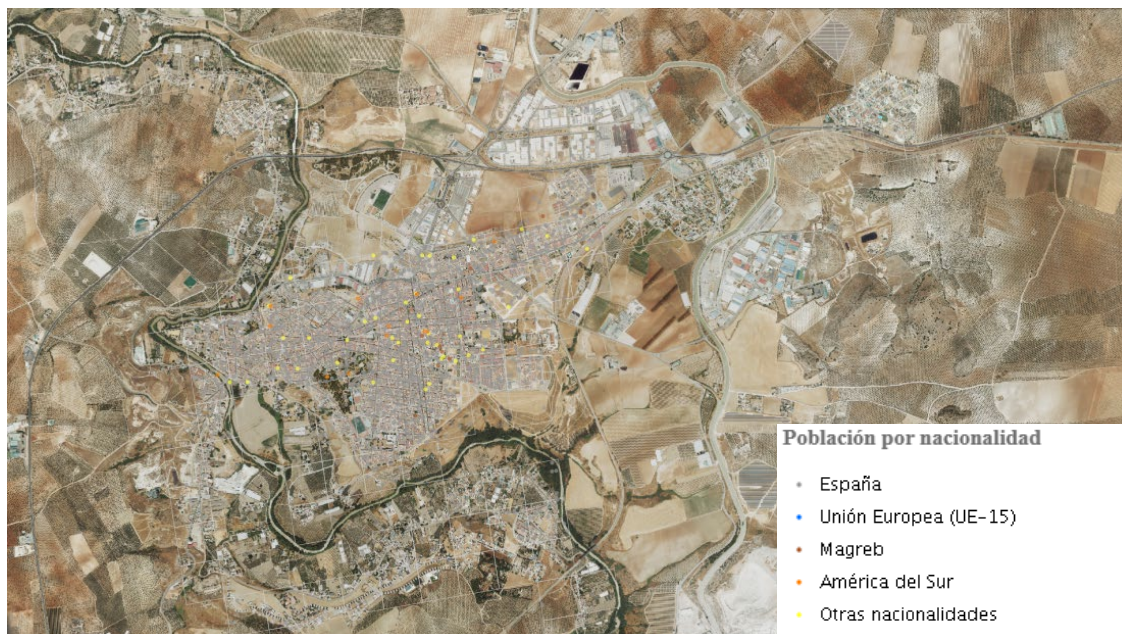 Población por nacionalidad
España
Unión Europea (UE-15)
Magreb
América del Sur
Otras nacionalidades